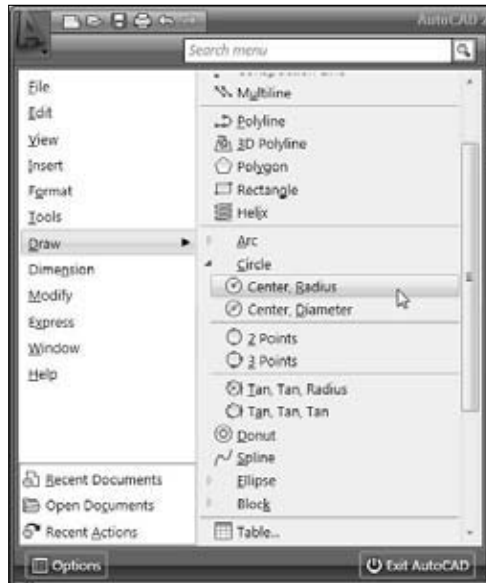 AutoCAD 2
Search menu
File
Edit
View
Insert
Format
Tools
Draw
Dimension
Modify
Express
Window
Help
Recent Documents
Open Documents
Recent Actions
Multiline
Polyline
3D Polyline
Polygon
Rectangle
Helix
Arc
Circle
Center, Radius
Center, Diameter
2 Points
3 Points
Tan, Tan, Radius
Tan, Tan, Tan
Donut
Spline
Ellipse
Block
Table...
Options
Exit AutoCAD